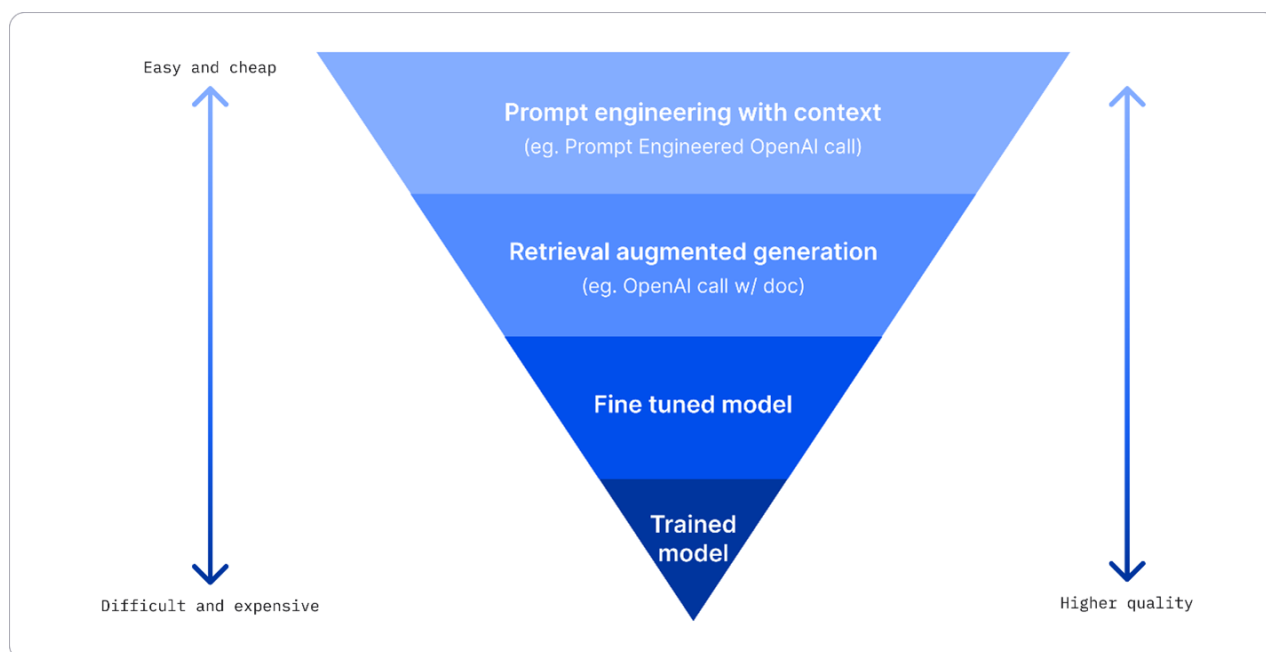 Easy and cheap
Prompt engineering with context
(eg. Prompt Engineered OpenAI call)
Retrieval augmented generation
(eg. OpenAI call w/ doc)
Fine tuned model
Trained
model
Difficult and expensive
Higher quality